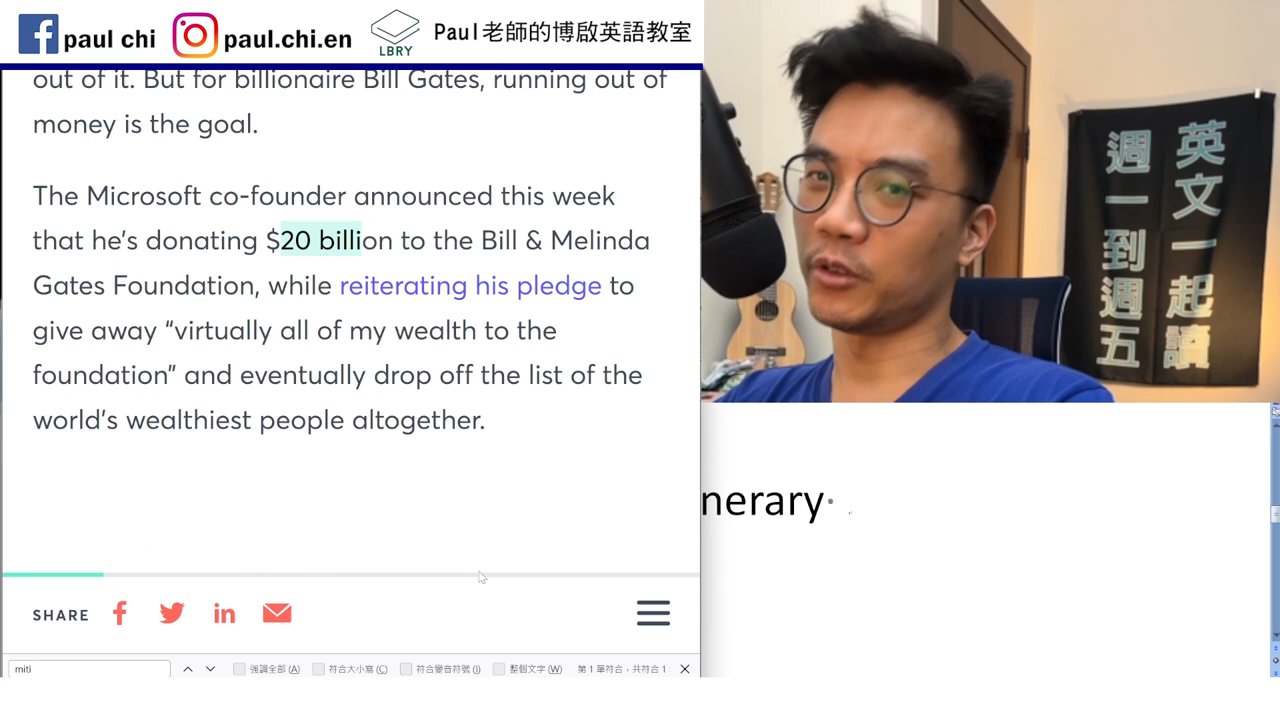 paul chi
paul.chi.en
LBRY
Paul老師的博啟英語教室
out of it. But for billionaire Bill Gates, running out of
money is the goal.
The Microsoft co-founder announced this week
that he's donating $20 billion to the Bill & Melinda
Gates Foundation, while reiterating his pledge to
give away “virtually all of my wealth to the
foundation” and eventually drop off the list of the
world's wealthiest people altogether.
SHARE
miti
強調全部(A)
符合大小寫(C)
符合變音符號(I)
整個文字(W)
第1筆符合，共符合1
英文一起讀
週一到週五
nerary